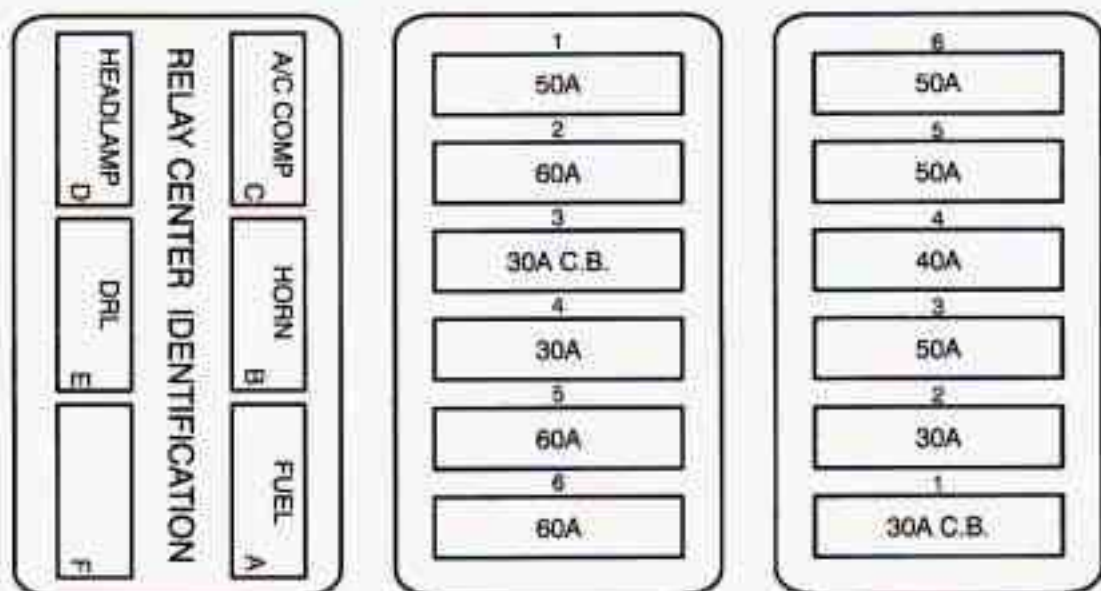 A/C COMP
C
HORN
B
FUEL
A
RELAY CENTER IDENTIFICATION
HEADLAMP
D
DRL
E
F
1
50A
2
60A
3
30A C.B.
4
30A
5
60A
6
60A
6
50A
5
50A
4
40A
3
50A
2
30A
1
30A C.B.